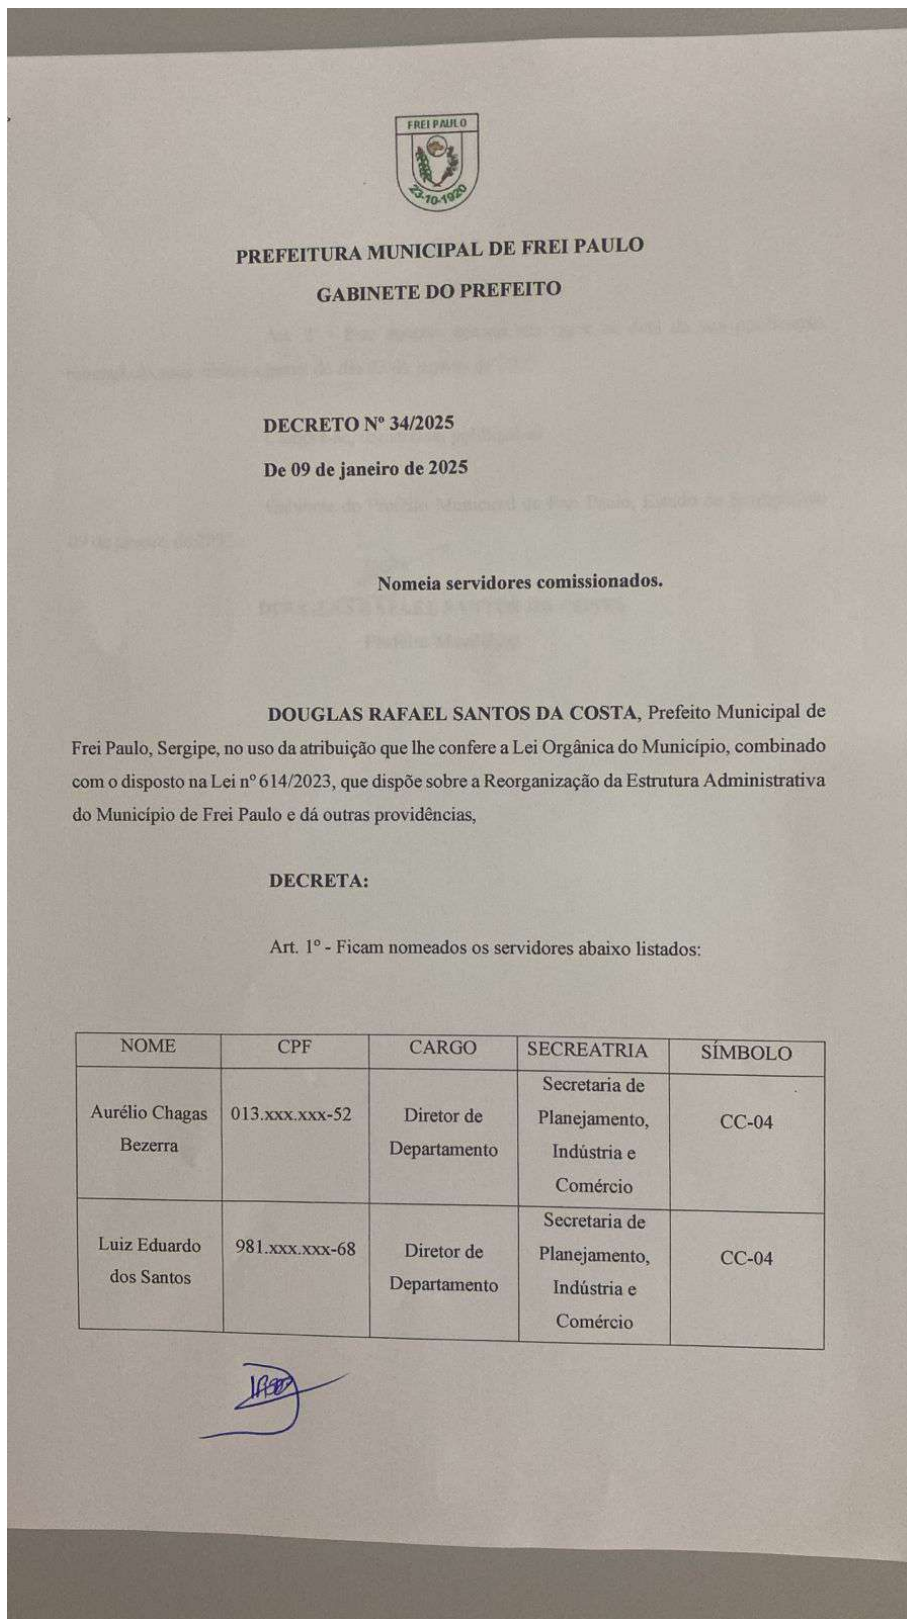 FREI PAULO
23-10-1920
PREFEITURA MUNICIPAL DE FREI PAULO
GABINETE DO PREFEITO
DECRETO Nº 34/2025
De 09 de janeiro de 2025
Nomeia servidores comissionados.
DOUGLAS RAFAEL SANTOS DA COSTA, Prefeito Municipal de
Frei Paulo, Sergipe, no uso da atribuição que lhe confere a Lei Orgânica do Município, combinado
com o disposto na Lei nº 614/2023, que dispõe sobre a Reorganização da Estrutura Administrativa
do Município de Frei Paulo e dá outras providências,
DECRETA:
Art. 1º - Ficam nomeados os servidores abaixo listados:
NOME CPF CARGO SECREATRIA SÍMBOLO
Aurélio Chagas
Bezerra
013.xxx.xxx-52
Diretor de
Departamento
Secretaria de
Planejamento,
Indústria e
Comércio
CC-04
Luiz Eduardo
dos Santos
981.xxx.xxx-68
Diretor de
Departamento
Secretaria de
Planejamento,
Indústria e
Comércio
CC-04